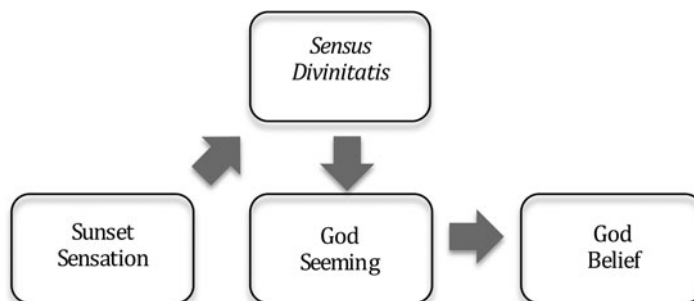 Sensus
Divinitatis
Sunset
Sensation
God
Seeming
God
Belief